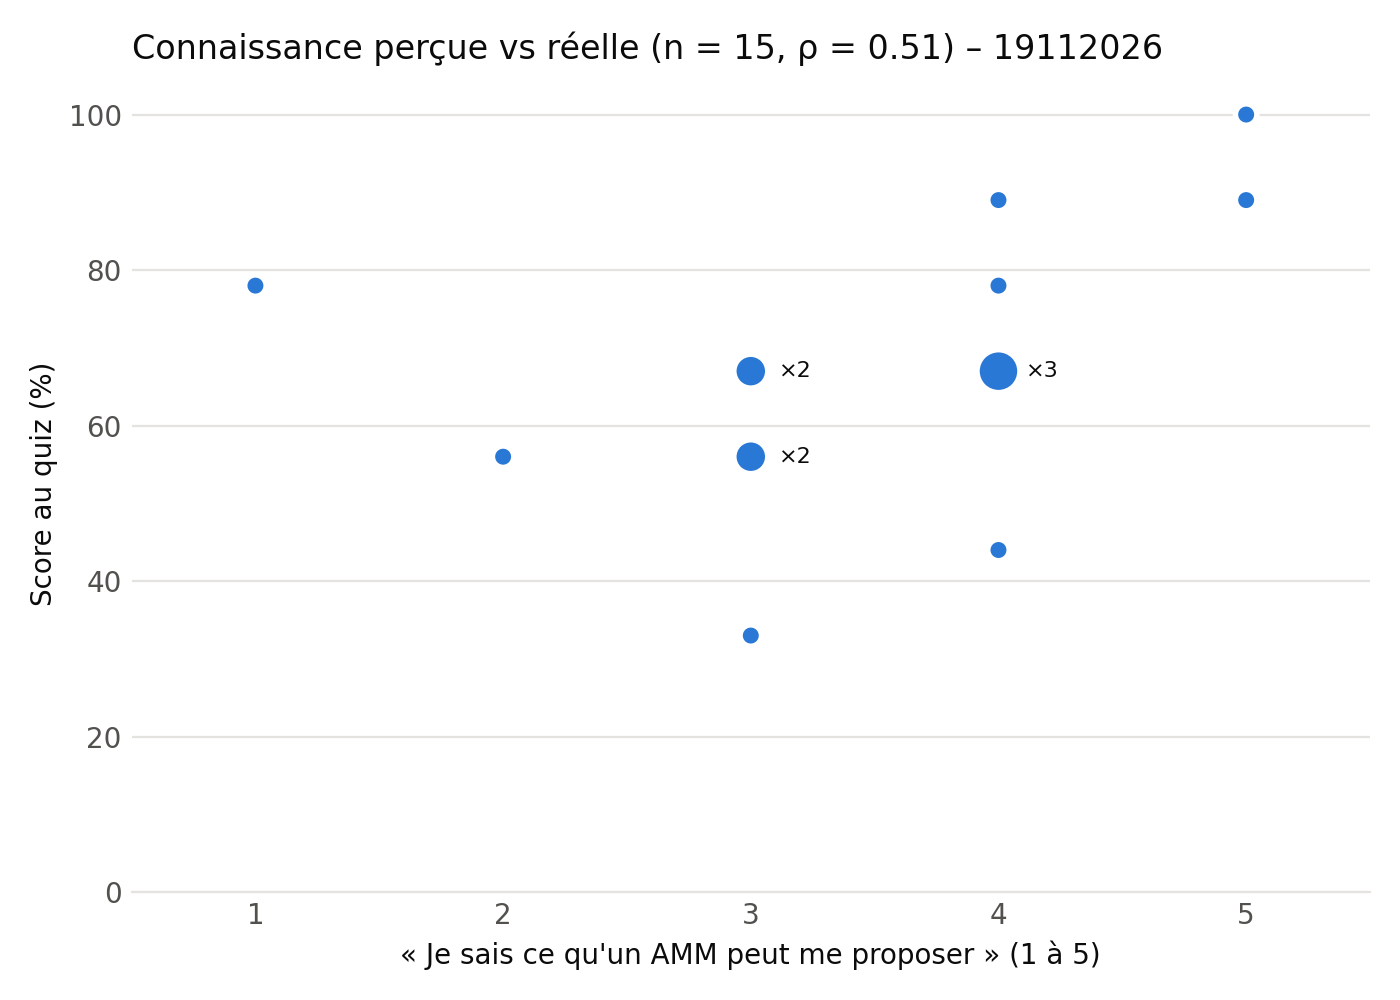 Connaissance perçue vs réelle (n = 15, ρ = 0.51) – 19112026
100
80
60
40
20
0
Score au quiz (%)
×2
×3
×2
1 2 3 4 5
« Je sais ce qu'un AMM peut me proposer » (1 à 5)